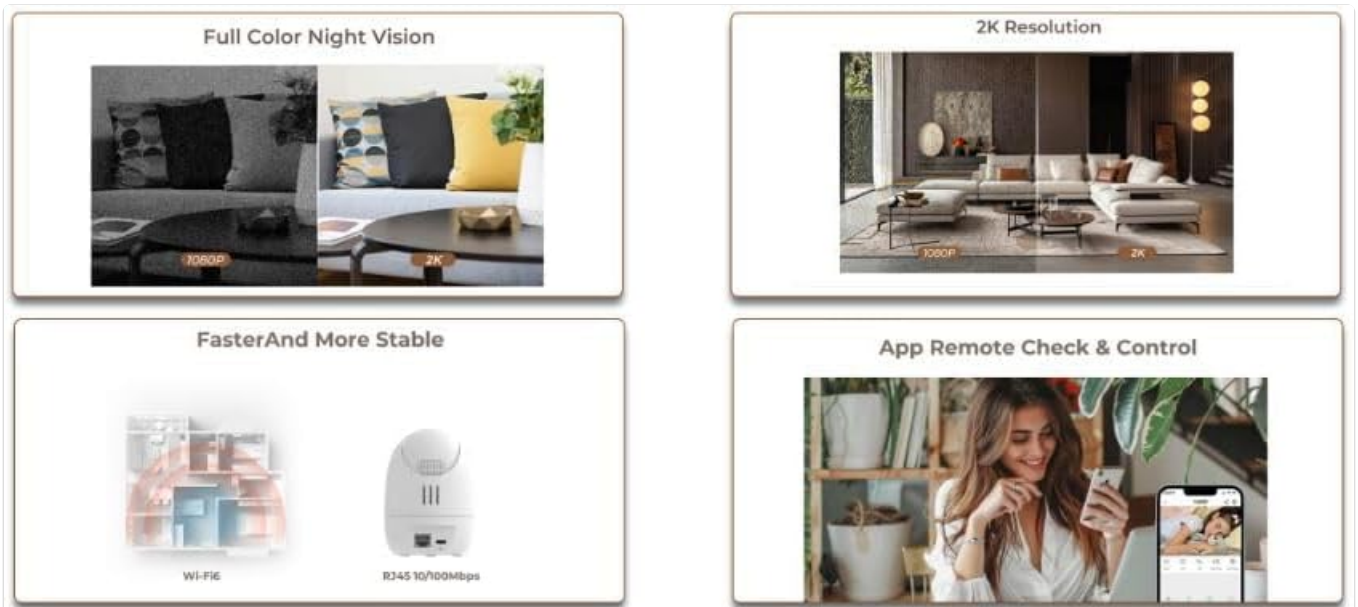 Full Color Night Vision
1080P
2K
2K Resolution
1080P
2K
FasterAnd More Stable
Wi-Fi6
RJ45 10/100Mbps
App Remote Check & Control